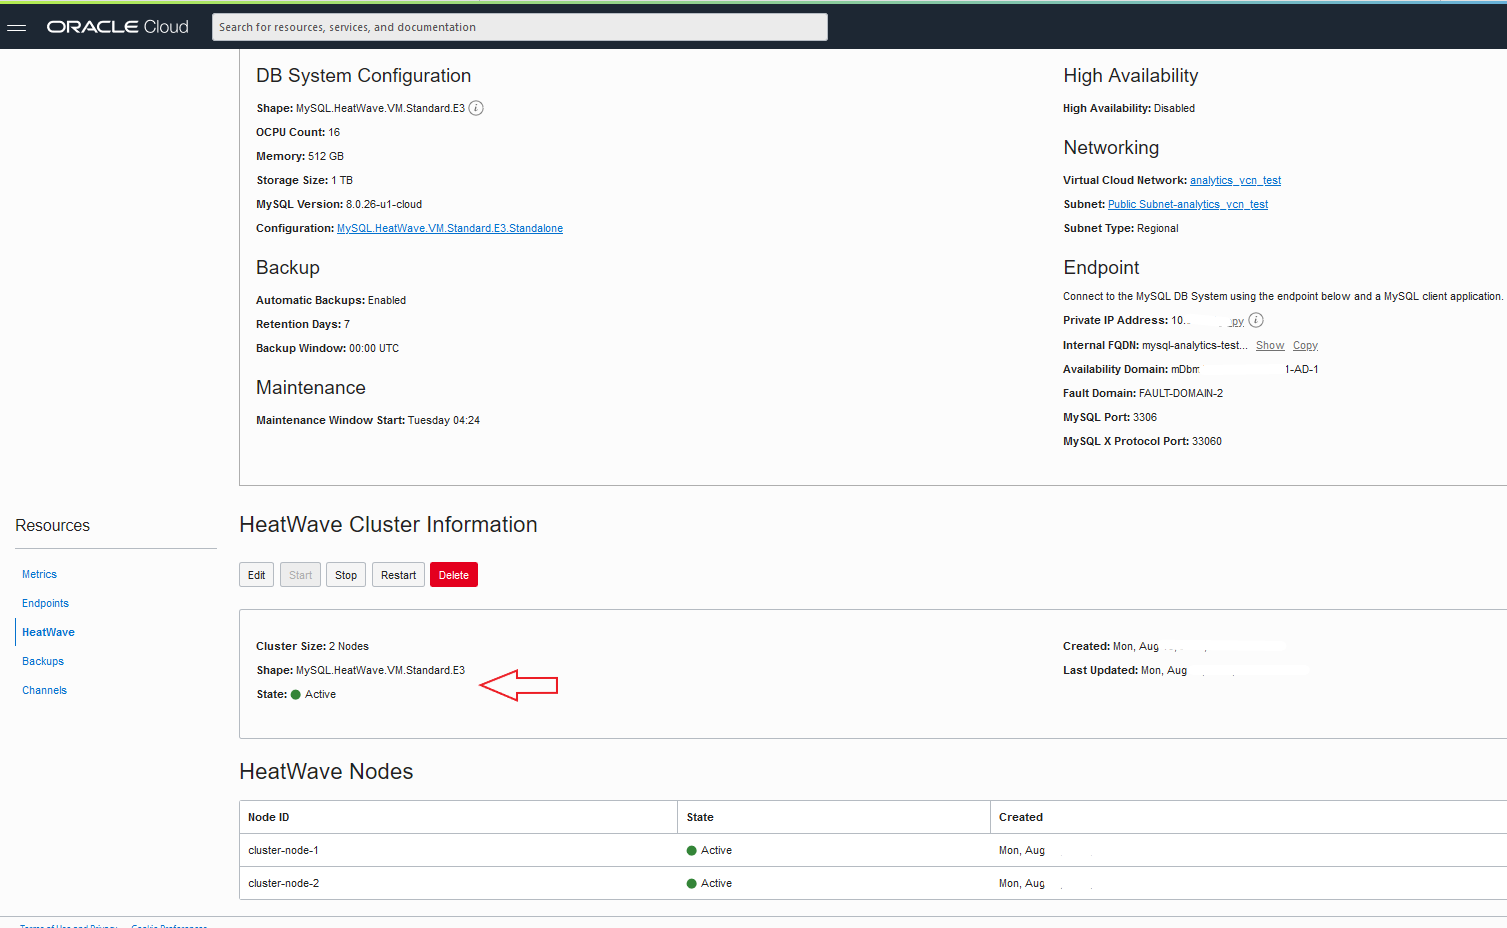 ORACLE Cloud
Search for resources, services, and documentation
DB System Configuration
Shape: MySQL.HeatWave.VM.Standard.E3
OCPU Count: 16
Memory: 512 GB
Storage Size: 1 TB
MySQL Version: 8.0.26-u1-cloud
Configuration: MySQL.HeatWave.VM.Standard.E3.Standalone
Backup
Automatic Backups: Enabled
Retention Days: 7
Backup Window: 00:00 UTC
Maintenance
Maintenance Window Start: Tuesday 04:24
High Availability
High Availability: Disabled
Networking
Virtual Cloud Network: analytics_vcn_test
Subnet: Public Subnet-analytics_vcn_test
Subnet Type: Regional
Endpoint
Connect to the MySQL DB System using the endpoint below and a MySQL client application.
Private IP Address: 10.. py
Internal FQDN: mysql-analytics-test... Show Copy
Availability Domain: mDbm 1-AD-1
Fault Domain: FAULT-DOMAIN-2
MySQL Port: 3306
MySQL X Protocol Port: 33060
Resources
Metrics
Endpoints
HeatWave
Backups
Channels
HeatWave Cluster Information
Edit Start Stop Restart Delete
Cluster Size: 2 Nodes
Shape: MySQL.HeatWave.VM.Standard.E3
State: Active
Created: Mon, Aug
Last Updated: Mon, Aug
HeatWave Nodes
Node ID State Created
cluster-node-1 Active Mon, Aug
cluster-node-2 Active Mon, Aug
Terms of Use and Privacy Cookie Preferences